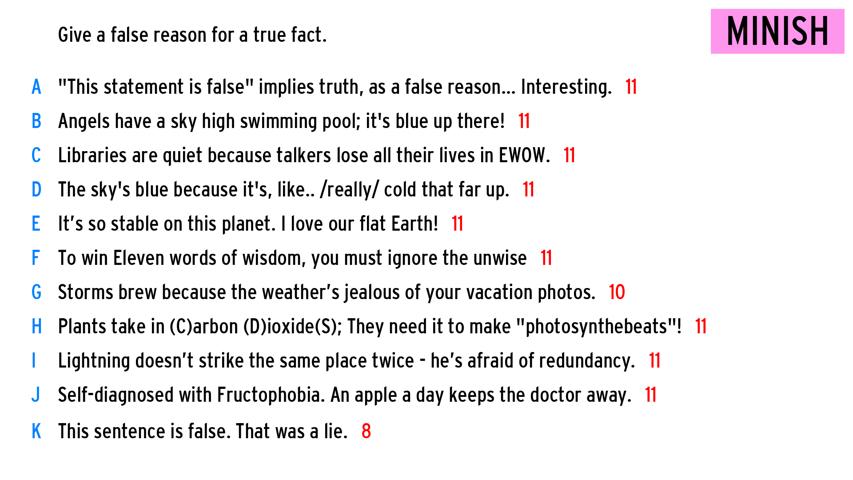 Give a false reason for a true fact.
MINISH
A "This statement is false" implies truth, as a false reason... Interesting. 11
B Angels have a sky high swimming pool; it's blue up there! 11
C Libraries are quiet because talkers lose all their lives in EWOW. 11
D The sky's blue because it's, like.. /really/ cold that far up. 11
E It’s so stable on this planet. I love our flat Earth! 11
F To win Eleven words of wisdom, you must ignore the unwise 11
G Storms brew because the weather’s jealous of your vacation photos. 10
H Plants take in (C)arbon (D)ioxide(S); They need it to make "photosynthebeats"! 11
I Lightning doesn’t strike the same place twice - he’s afraid of redundancy. 11
J Self-diagnosed with Fructophobia. An apple a day keeps the doctor away. 11
K This sentence is false. That was a lie. 8